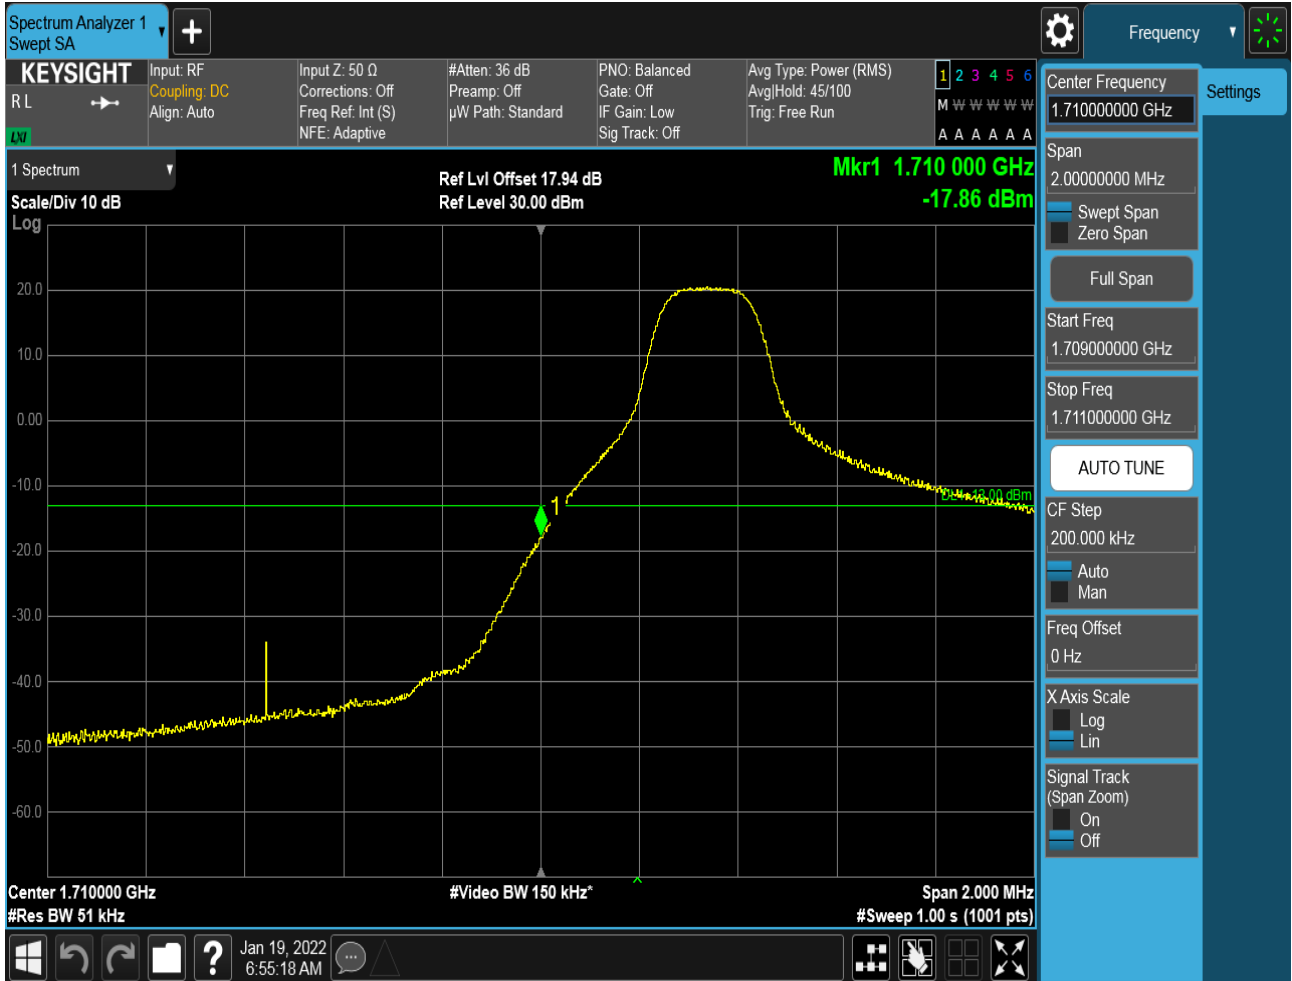 Spectrum Analyzer 1
Swept SA
Frequency
KEYSIGHT
R L
LXI
Input: RF
Coupling: DC
Align: Auto
Input Z: 50 Ω
Corrections: Off
Freq Ref: Int (S)
NFE: Adaptive
#Atten: 36 dB
Preamp: Off
µW Path: Standard
PNO: Balanced
Gate: Off
IF Gain: Low
Sig Track: Off
Avg Type: Power (RMS)
Avg|Hold: 45/100
Trig: Free Run
1 2 3 4 5 6
M W W W W W
A A A A A A
1 Spectrum
Scale/Div 10 dB
Log
Ref Lvl Offset 17.94 dB
Ref Level 30.00 dBm
Mkr1 1.710 000 GHz
-17.86 dBm
20.0
10.0
0.00
-10.0
-20.0
-30.0
-40.0
-50.0
-60.0
1
DL1 -13.00 dBm
Center 1.710000 GHz
#Res BW 51 kHz
#Video BW 150 kHz*
Span 2.000 MHz
#Sweep 1.00 s (1001 pts)
Jan 19, 2022
6:55:18 AM
Center Frequency
1.710000000 GHz
Settings
Span
2.00000000 MHz
Swept Span
Zero Span
Full Span
Start Freq
1.709000000 GHz
Stop Freq
1.711000000 GHz
AUTO TUNE
CF Step
200.000 kHz
Auto
Man
Freq Offset
0 Hz
X Axis Scale
Log
Lin
Signal Track
(Span Zoom)
On
Off